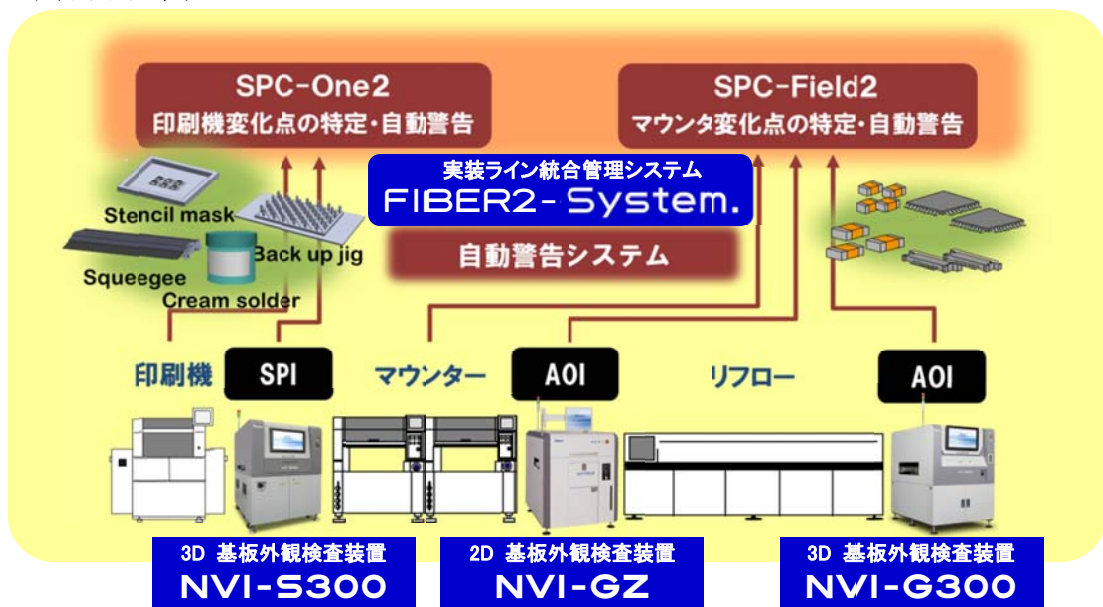 SPC-One2
印刷機変化点の特定・自動警告
SPC-Field2
マウンタ変化点の特定・自動警告
実装ライン統合管理システム
FIBER2- System.
自動警告システム
Stencil mask
Back up jig
Squeegee
Cream solder
印刷機
SPI
マウンター
AOI
リフロー
AOI
3D 基板外観検査装置
NVI-S300
2D 基板外観検査装置
NVI-GZ
3D 基板外観検査装置
NVI-G300